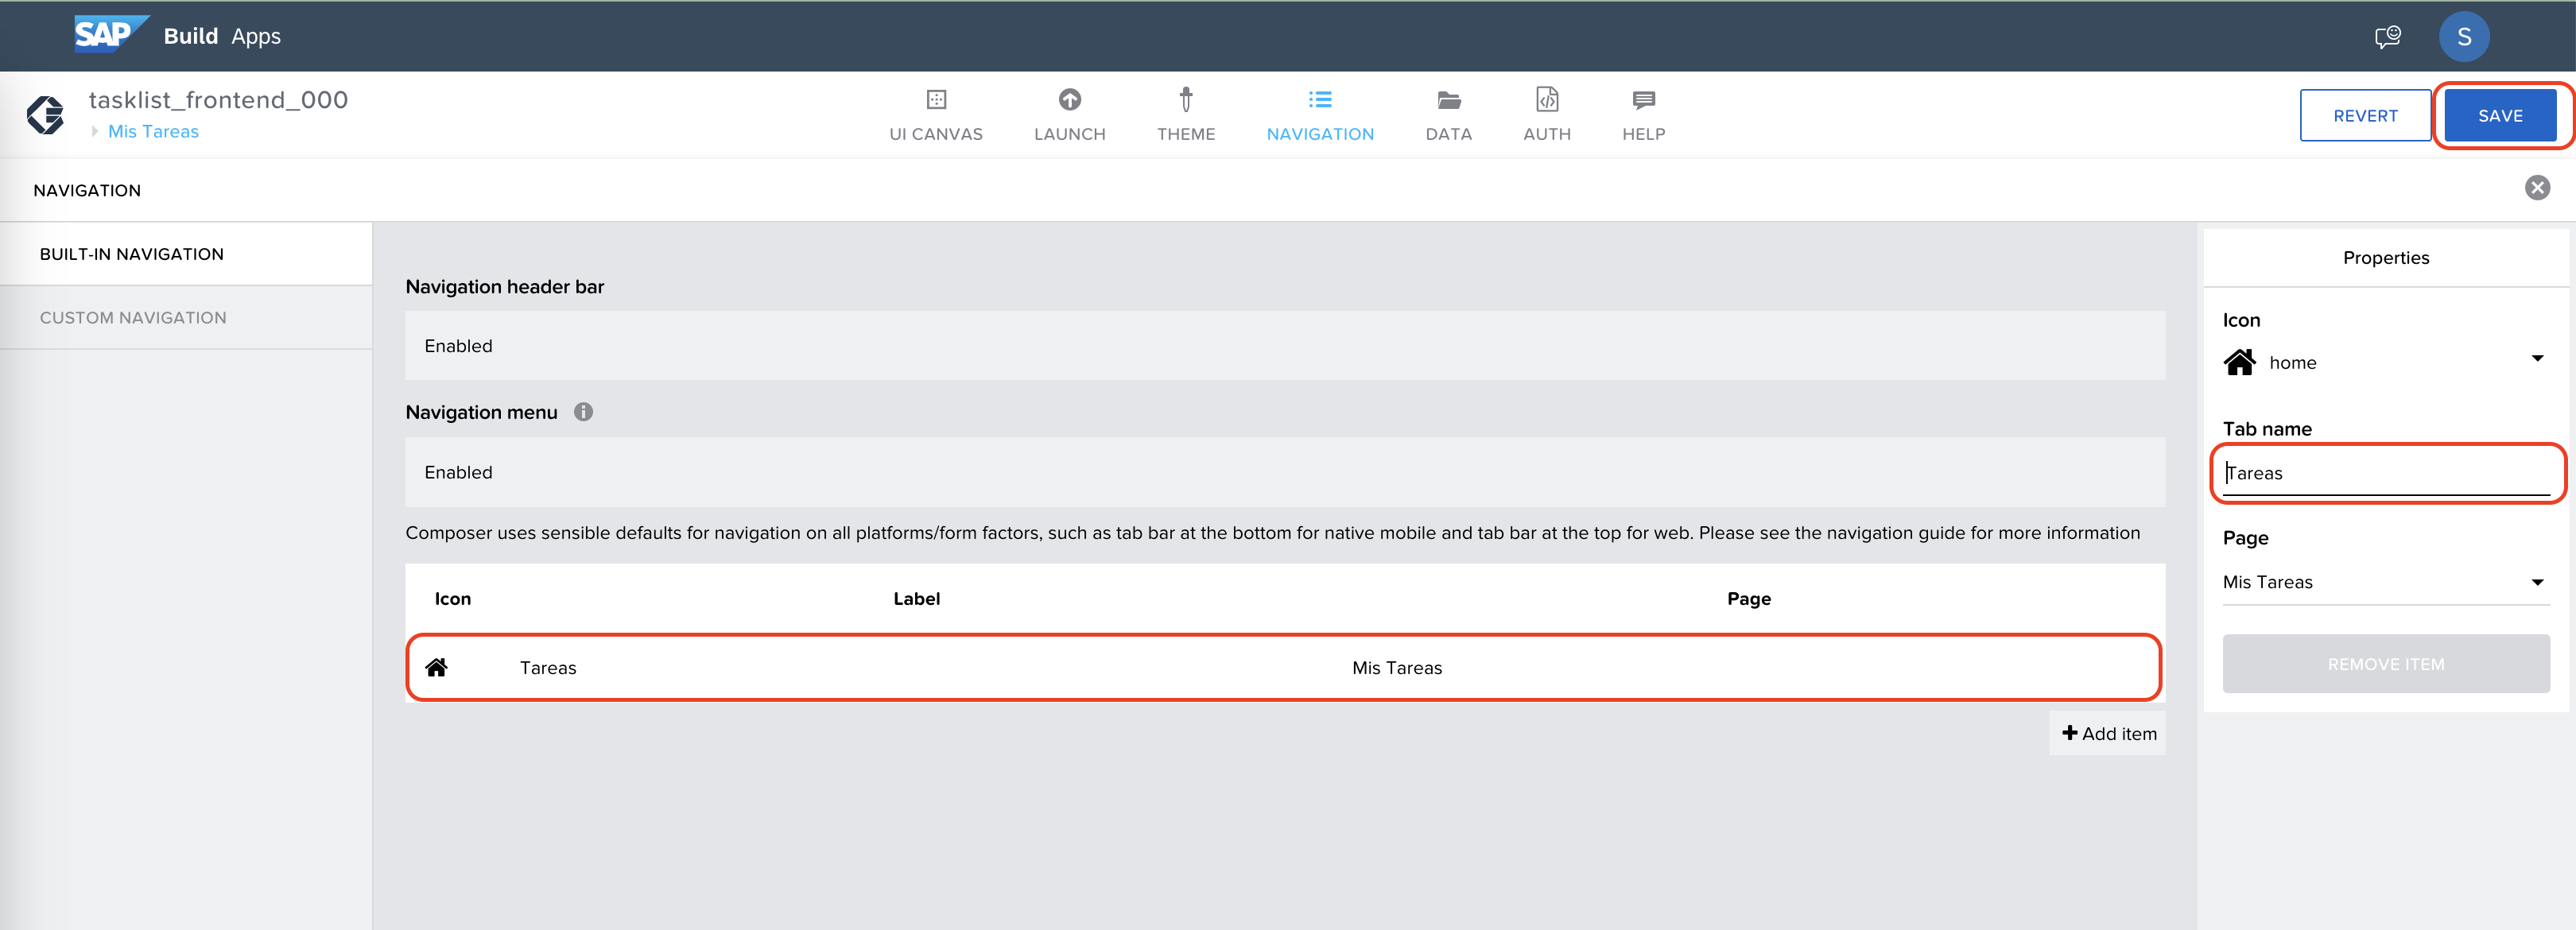 SAP Build Apps
S
tasklist_frontend_000
Mis Tareas
UI CANVAS
LAUNCH
THEME
NAVIGATION
DATA
AUTH
HELP
REVERT
SAVE
NAVIGATION
BUILT-IN NAVIGATION
CUSTOM NAVIGATION
Navigation header bar
Enabled
Navigation menu
Enabled
Composer uses sensible defaults for navigation on all platforms/form factors, such as tab bar at the bottom for native mobile and tab bar at the top for web. Please see the navigation guide for more information
Icon Label Page
Tareas Mis Tareas
Add item
Properties
Icon
home
Tab name
Tareas
Page
Mis Tareas
REMOVE ITEM